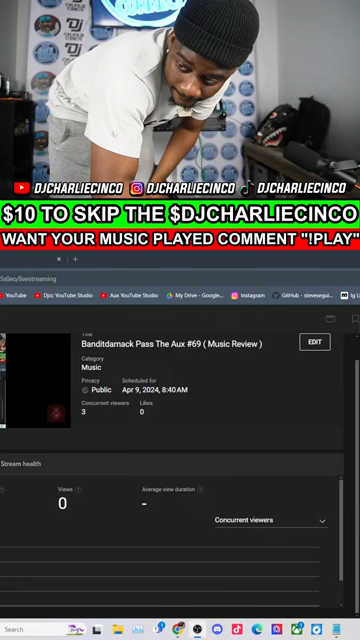 DJCHARLIECINCO DJCHARLIECINCO DJCHARLIECINCO
$10 TO SKIP THE $DJCHARLIECINCO
WANT YOUR MUSIC PLAYED COMMENT "!PLAY"
/livestreaming
YouTube Djcc YouTube Studio Aux YouTube Studio My Drive - Google... Instagram GitHub - stevesegui...
Title
Banditdamack Pass The Aux #69 ( Music Review )
EDIT
Category
Music
Privacy Scheduled for
Public Apr 9, 2024, 8:40 AM
Concurrent viewers Likes
3 0
Stream health
Views Average view duration
0 -
Concurrent viewers
Search